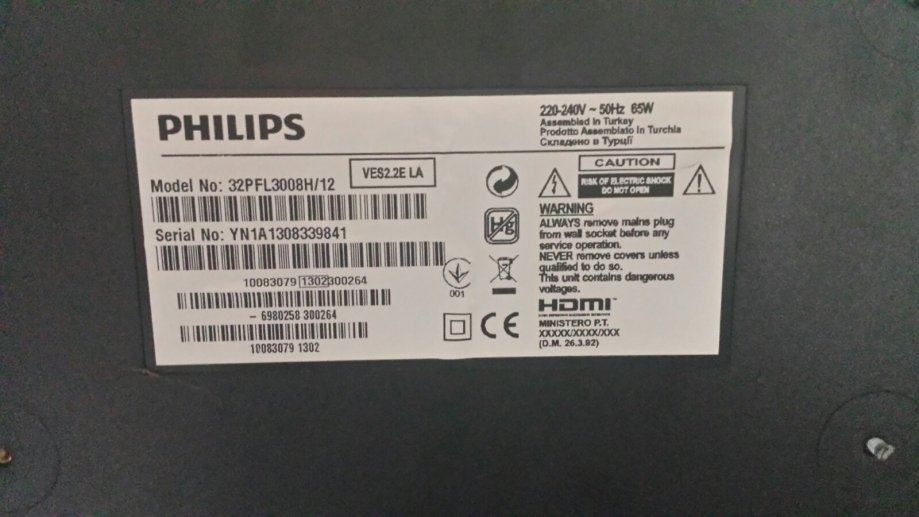 PHILIPS
VES2.2E LA
Model No: 32PFL3008H/12
Serial No: YN1A1308339841
10083079 1302300264
- 6980258 300264
10083079 1302
001
Hg
CE
220-240V ~ 50Hz 65W
Assembled in Turkey
Prodotto Assemblato in Turchia
Складено в Турції
CAUTION
RISK OF ELECTRIC SHOCK
DO NOT OPEN
WARNING
ALWAYS remove mains plug
from wall socket before any
service operation.
NEVER remove covers unless
qualified to do so.
This unit contains dangerous
voltages.
HDMI
MINISTERO P.T.
XXXXX/XXXX/XXX
(D.M. 26.3.92)